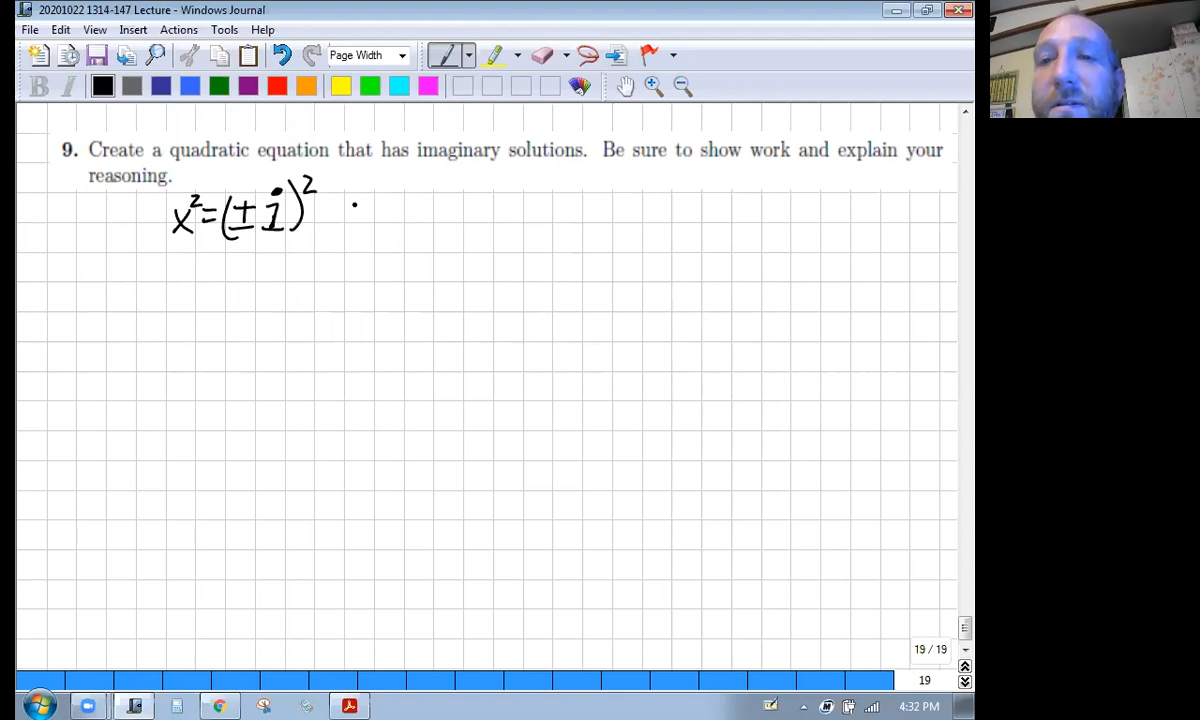 20201022 1314-147 Lecture - Windows Journal
File Edit View Insert Actions Tools Help
Page Width
B I
9. Create a quadratic equation that has imaginary solutions. Be sure to show work and explain your
reasoning.
x²=(± i)²
19 / 19
19
4:32 PM